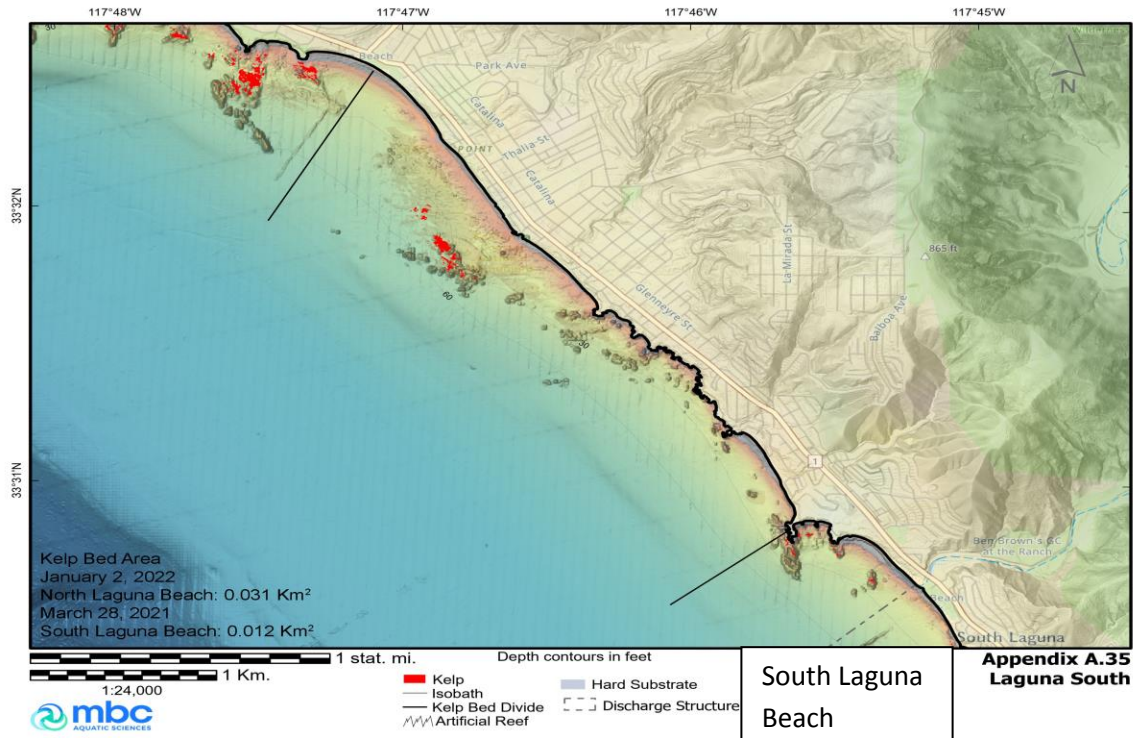 117°48'W
117°47'W
117°46'W
117°45'W
30
Beach
Park Ave
Catalina
Thalia St
POINT
Catalina
N
33°32'N
865 ft
La Mirada St
60
Glenneyre St
Balboa Ave
30
33°31'N
1
Ben Brown's GC
at the Ranch
Beach
South Laguna
Kelp Bed Area
January 2, 2022
North Laguna Beach: 0.031 Km²
March 28, 2021
South Laguna Beach: 0.012 Km²
1 stat. mi.
1 Km.
1:24,000
mbc
AQUATIC SCIENCES
Depth contours in feet
Kelp
Isobath
Kelp Bed Divide
Artificial Reef
Hard Substrate
Discharge Structure
South Laguna
Beach
Appendix A.35
Laguna South